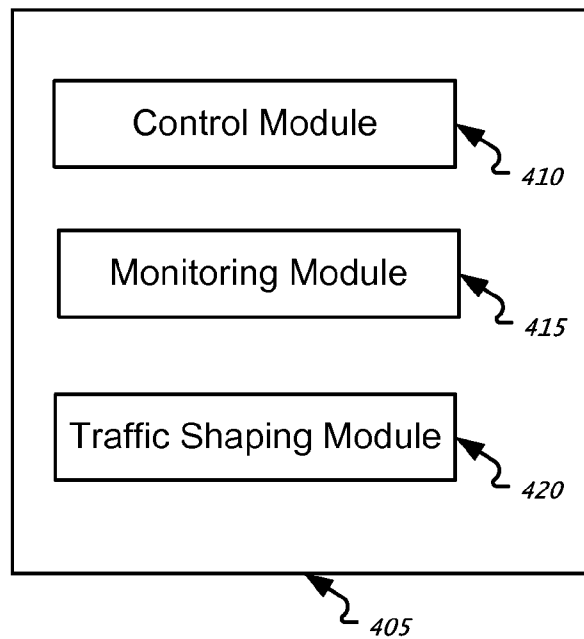 Control Module
410
Monitoring Module
415
Traffic Shaping Module
420
405